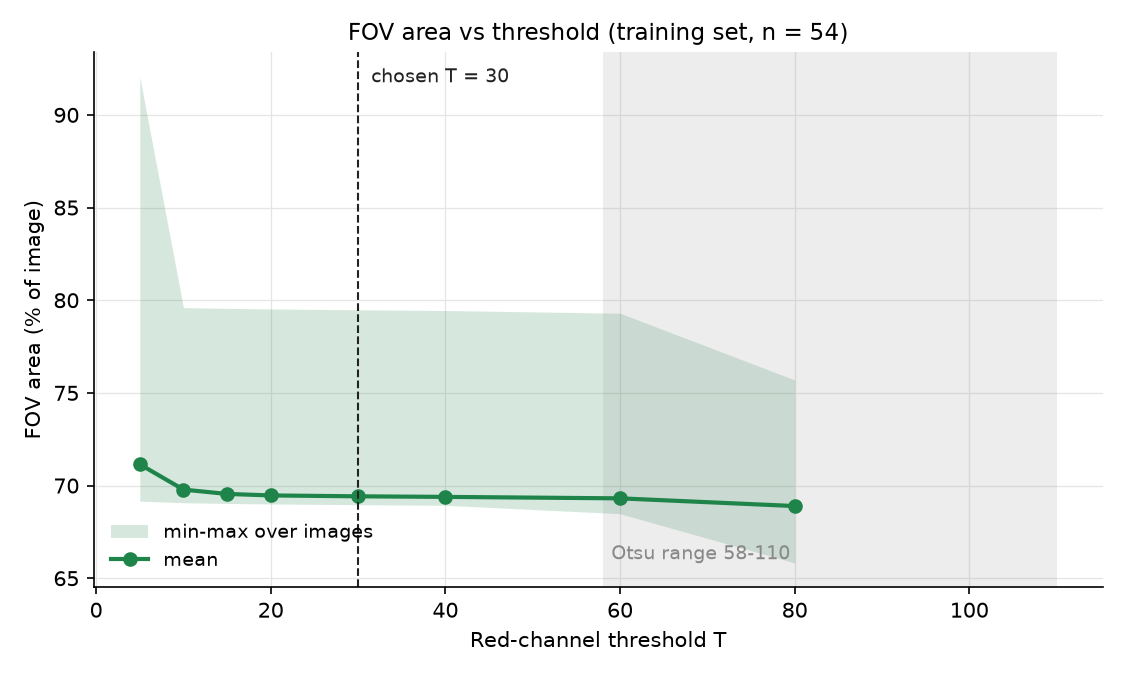 FOV area vs threshold (training set, n = 54)
chosen T = 30
FOV area (% of image)
90
85
80
75
70
65
min-max over images
mean
Otsu range 58-110
0
20
40
60
80
100
Red-channel threshold T